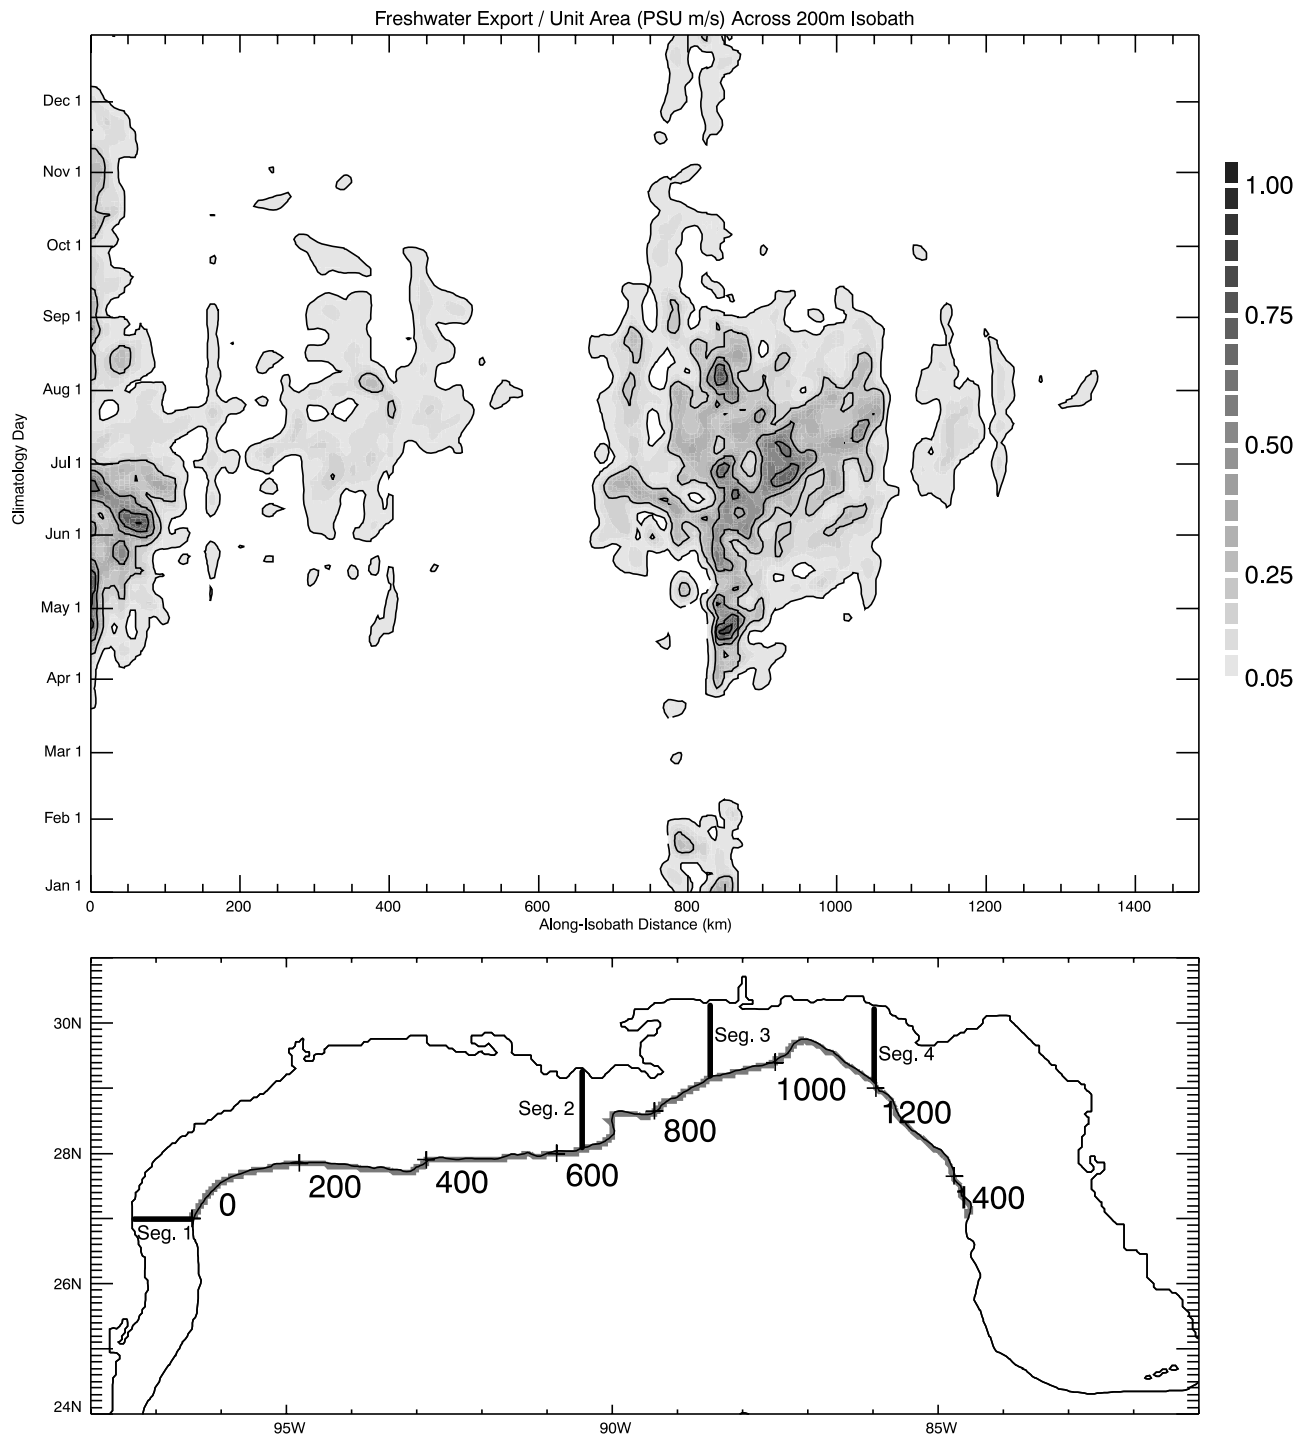 Freshwater Export / Unit Area (PSU m/s) Across 200m Isobath
Climatology Day
Dec 1
Nov 1
Oct 1
Sep 1
Aug 1
Jul 1
Jun 1
May 1
Apr 1
Mar 1
Feb 1
Jan 1
0 200 400 600 800 1000 1200 1400
Along-Isobath Distance (km)
1.00
0.75
0.50
0.25
0.05
30N
28N
26N
24N
Seg. 3
Seg. 4
Seg. 2
Seg. 1
0
200
400
600
800
1000
1200
400
95W 90W 85W